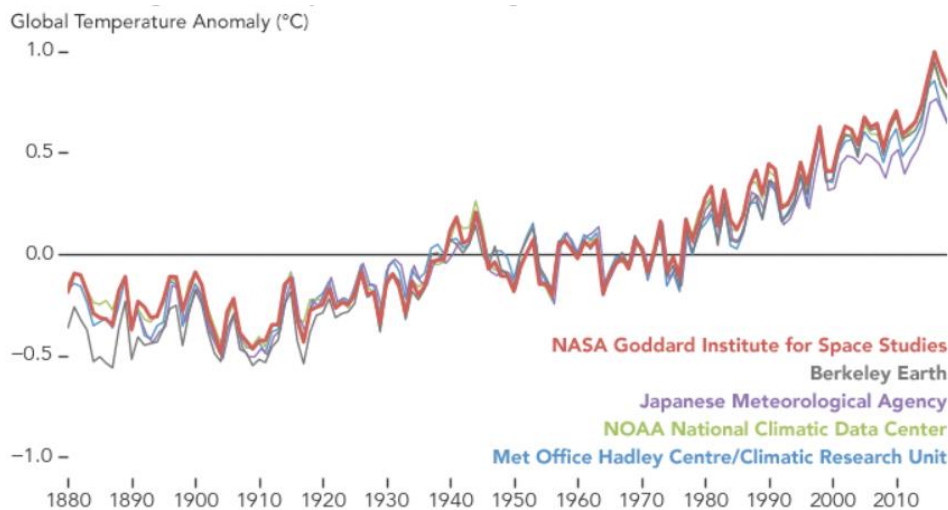 Global Temperature Anomaly (°C)
1.0
0.5
0.0
−0.5
−1.0
NASA Goddard Institute for Space Studies
Berkeley Earth
Japanese Meteorological Agency
NOAA National Climatic Data Center
Met Office Hadley Centre/Climatic Research Unit
1880 1890 1900 1910 1920 1930 1940 1950 1960 1970 1980 1990 2000 2010